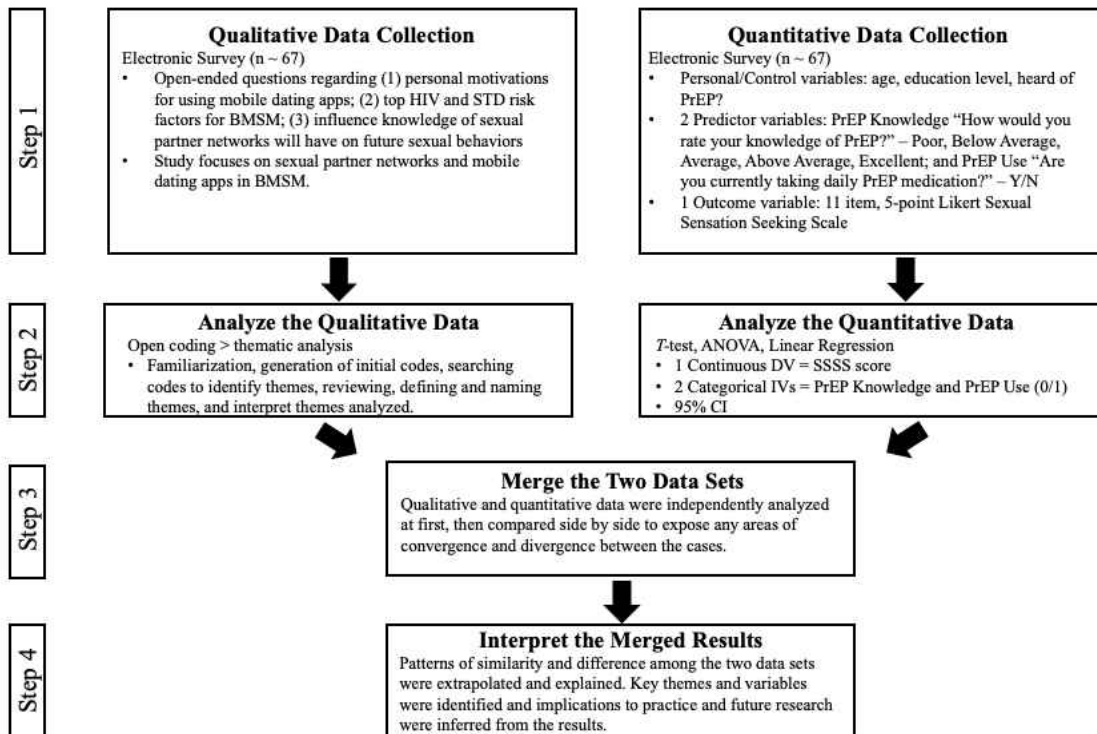 Step 1
Qualitative Data Collection
Electronic Survey (n ~ 67)
• Open-ended questions regarding (1) personal motivations
for using mobile dating apps; (2) top HIV and STD risk
factors for BMSM; (3) influence knowledge of sexual
partner networks will have on future sexual behaviors
• Study focuses on sexual partner networks and mobile
dating apps in BMSM.
Quantitative Data Collection
Electronic Survey (n ~ 67)
• Personal/Control variables: age, education level, heard of
PrEP?
• 2 Predictor variables: PrEP Knowledge “How would you
rate your knowledge of PrEP?” – Poor, Below Average,
Average, Above Average, Excellent; and PrEP Use “Are
you currently taking daily PrEP medication?” – Y/N
• 1 Outcome variable: 11 item, 5-point Likert Sexual
Sensation Seeking Scale
Step 2
Analyze the Qualitative Data
Open coding > thematic analysis
• Familiarization, generation of initial codes, searching
codes to identify themes, reviewing, defining and naming
themes, and interpret themes analyzed.
Analyze the Quantitative Data
T-test, ANOVA, Linear Regression
• 1 Continuous DV = SSSS score
• 2 Categorical IVs = PrEP Knowledge and PrEP Use (0/1)
• 95% CI
Step 3
Merge the Two Data Sets
Qualitative and quantitative data were independently analyzed
at first, then compared side by side to expose any areas of
convergence and divergence between the cases.
Step 4
Interpret the Merged Results
Patterns of similarity and difference among the two data sets
were extrapolated and explained. Key themes and variables
were identified and implications to practice and future research
were inferred from the results.